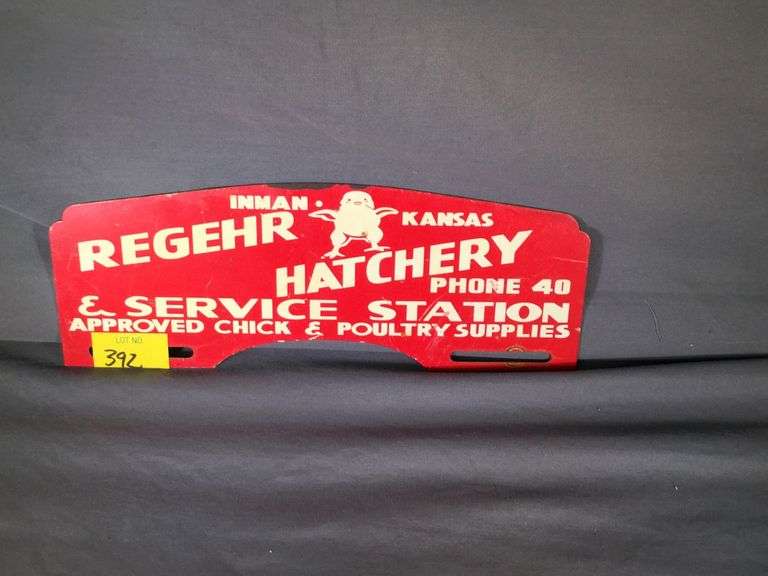 INMAN • KANSAS
REGEHR
HATCHERY
PHONE 40
& SERVICE STATION
APPROVED CHICK & POULTRY SUPPLIES
LOT NO.
392